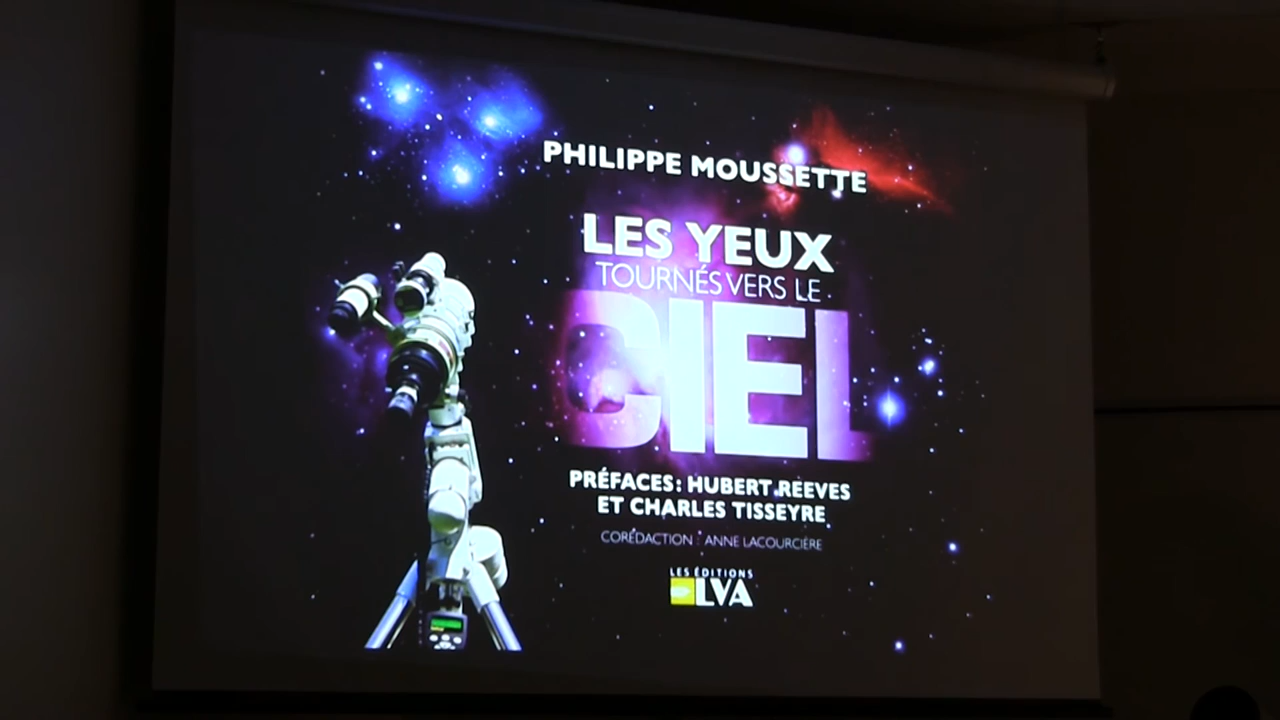 PHILIPPE MOUSSETTE
LES YEUX
TOURNÉS VERS LE
CIEL
PRÉFACES: HUBERT REEVES
ET CHARLES TISSEYRE
CORÉDACTION : ANNE LACOURCIÈRE
LES ÉDITIONS
LVA